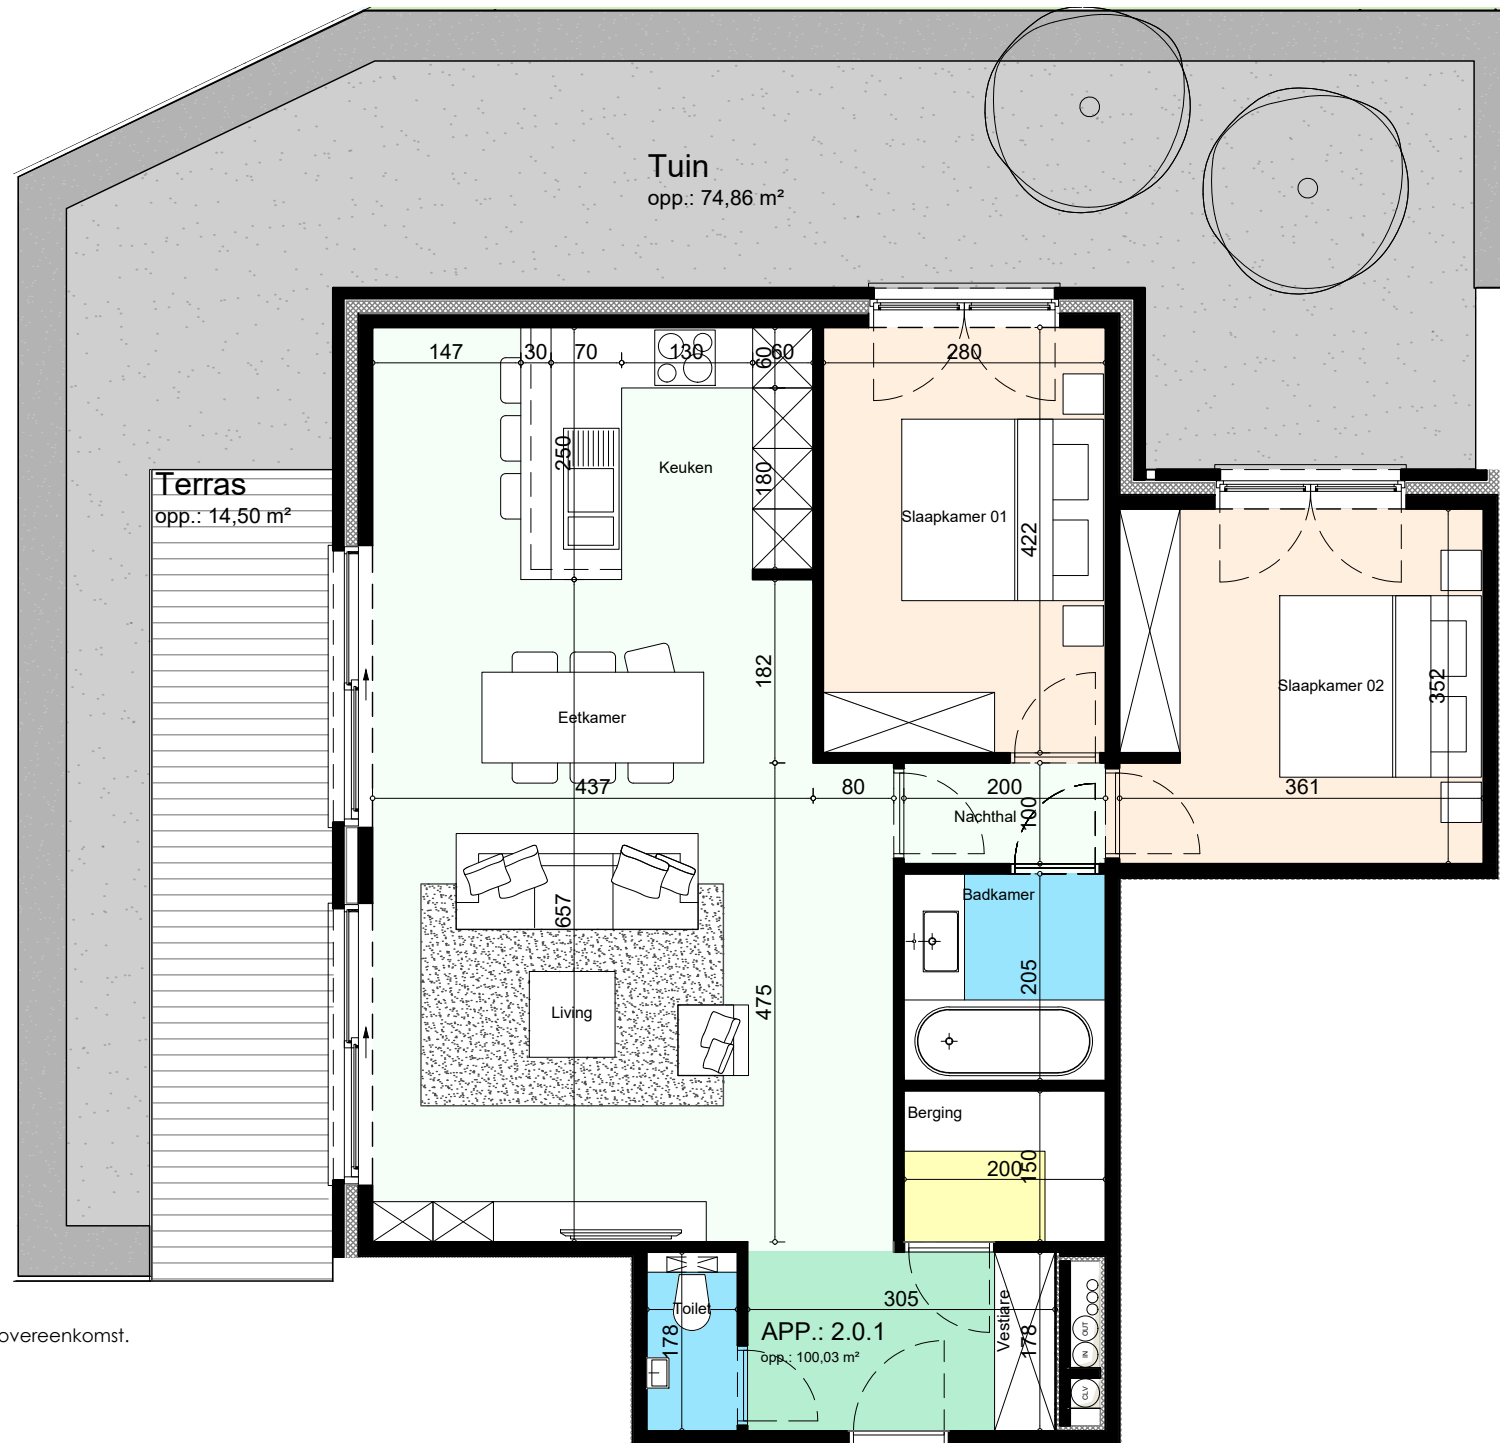 Tuin
opp.: 74,86 m²
147
30
70
130
60
60
280
250
Keuken
180
Terras
opp.: 14,50 m²
Slaapkamer 01
422
182
Slaapkamer 02
352
Eetkamer
437
80
200
361
Nachthal
100
Badkamer
657
205
475
Living
Berging
200
150
305
Toilet
178
APP.: 2.0.1
opp.: 100,03 m²
Vestiare
178
OUT
IN
CLV
overeenkomst.